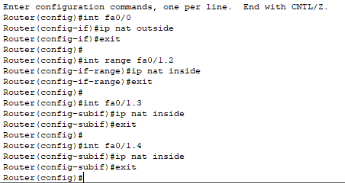 Enter configuration commands, one per line.  End with CNTL/Z.
Router(config)#int fa0/0
Router(config-if)#ip nat outside
Router(config-if)#exit
Router(config)#
Router(config)#int range fa0/1.2
Router(config-if-range)#ip nat inside
Router(config-if-range)#exit
Router(config)#
Router(config)#int fa0/1.3
Router(config-subif)#ip nat inside
Router(config-subif)#exit
Router(config)#
Router(config)#int fa0/1.4
Router(config-subif)#ip nat inside
Router(config-subif)#exit
Router(config)#